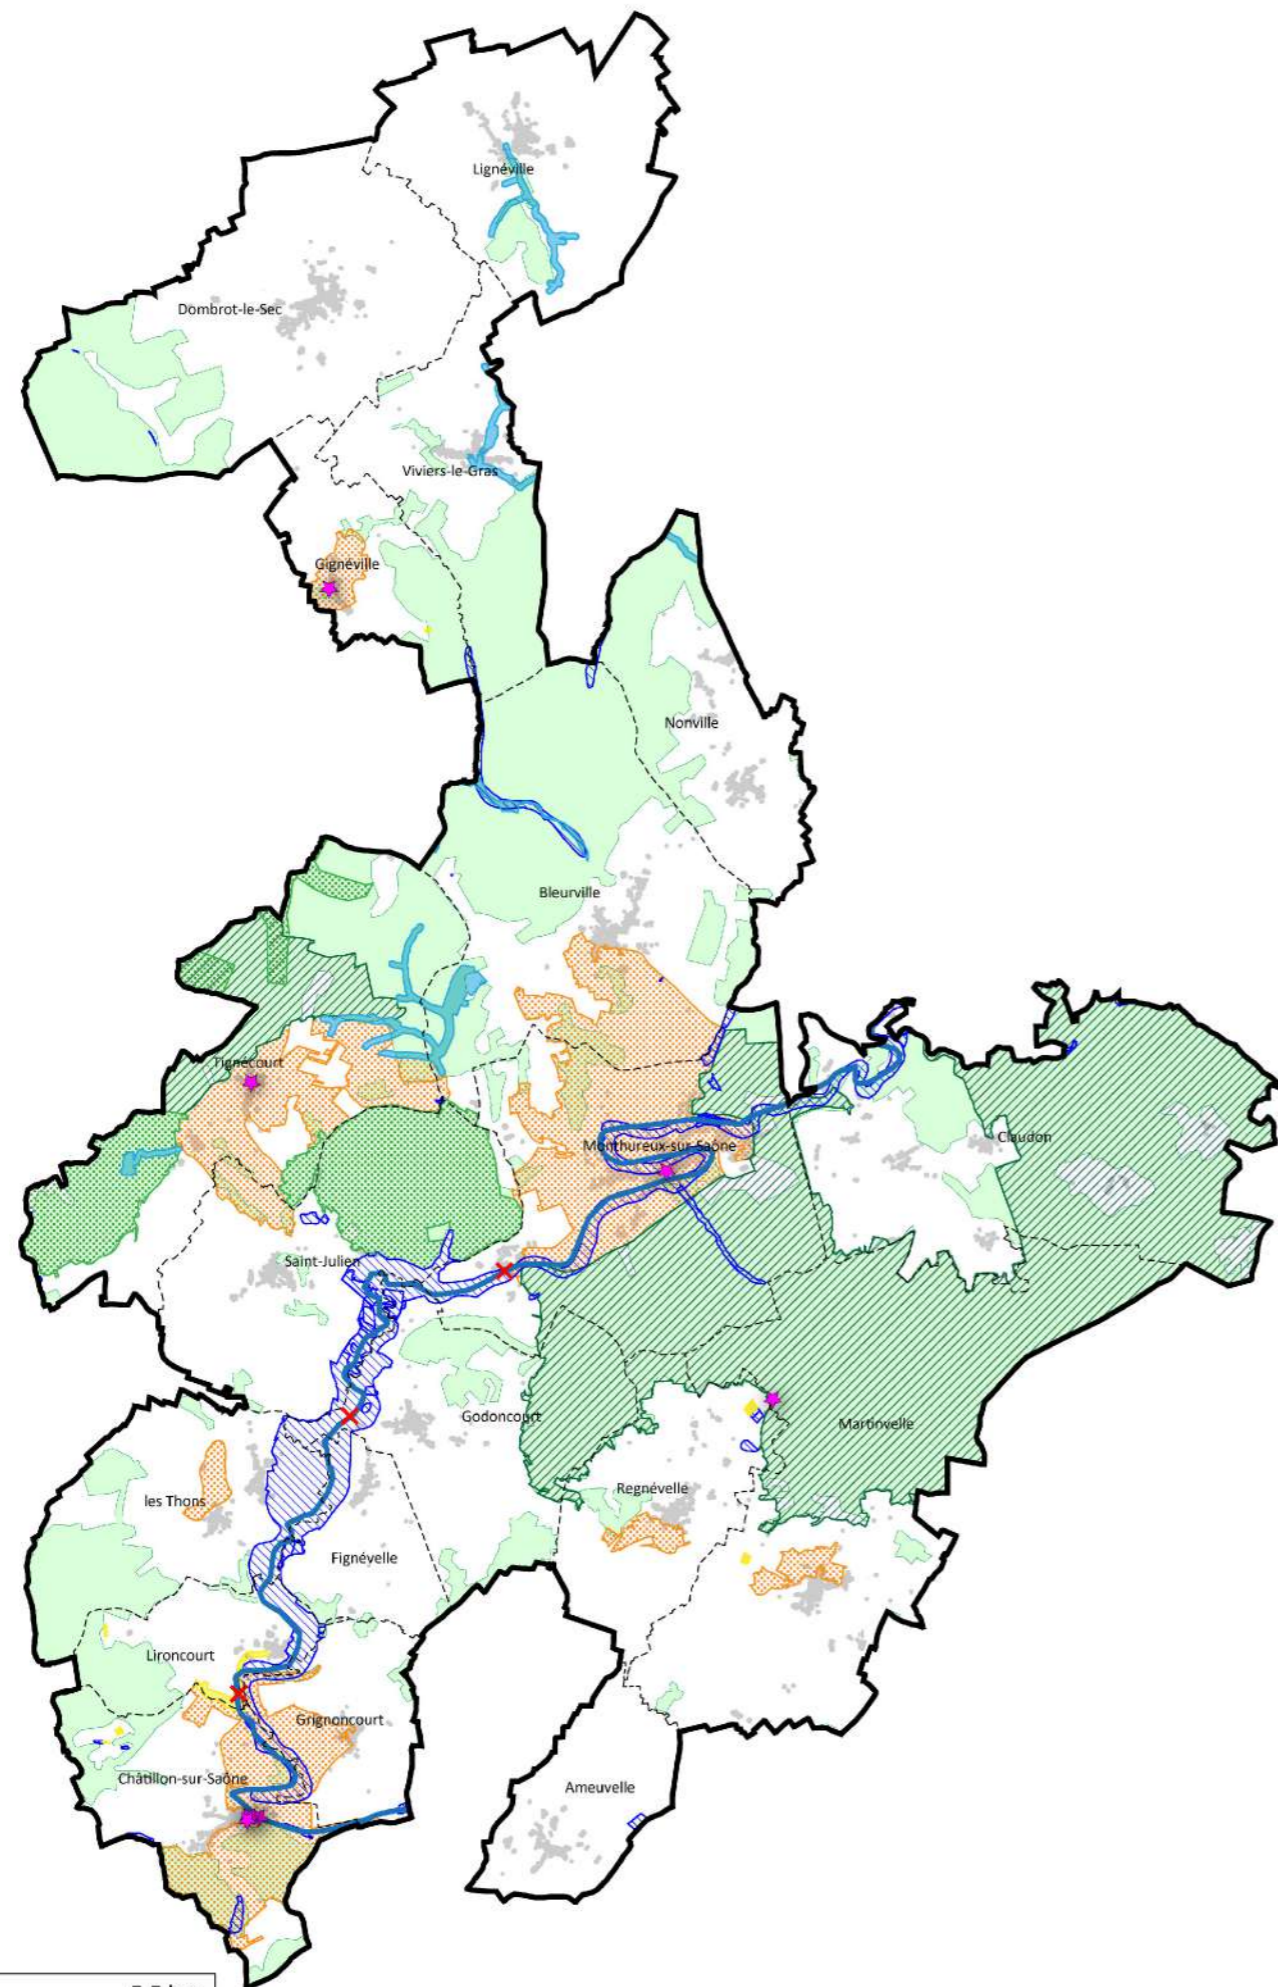 Lignéville
Dombrot-le-Sec
Viviers-le-Gras
Gignéville
Nonville
Bleurville
Tignécourt
Monthureux-sur-Saône
Claudon
Saint-Julien
Godoncourt
Martinvelle
les Thons
Regnévelle
Fignévelle
Lironcourt
Grignoncourt
Châtillon-sur-Saône
Ameuvelle